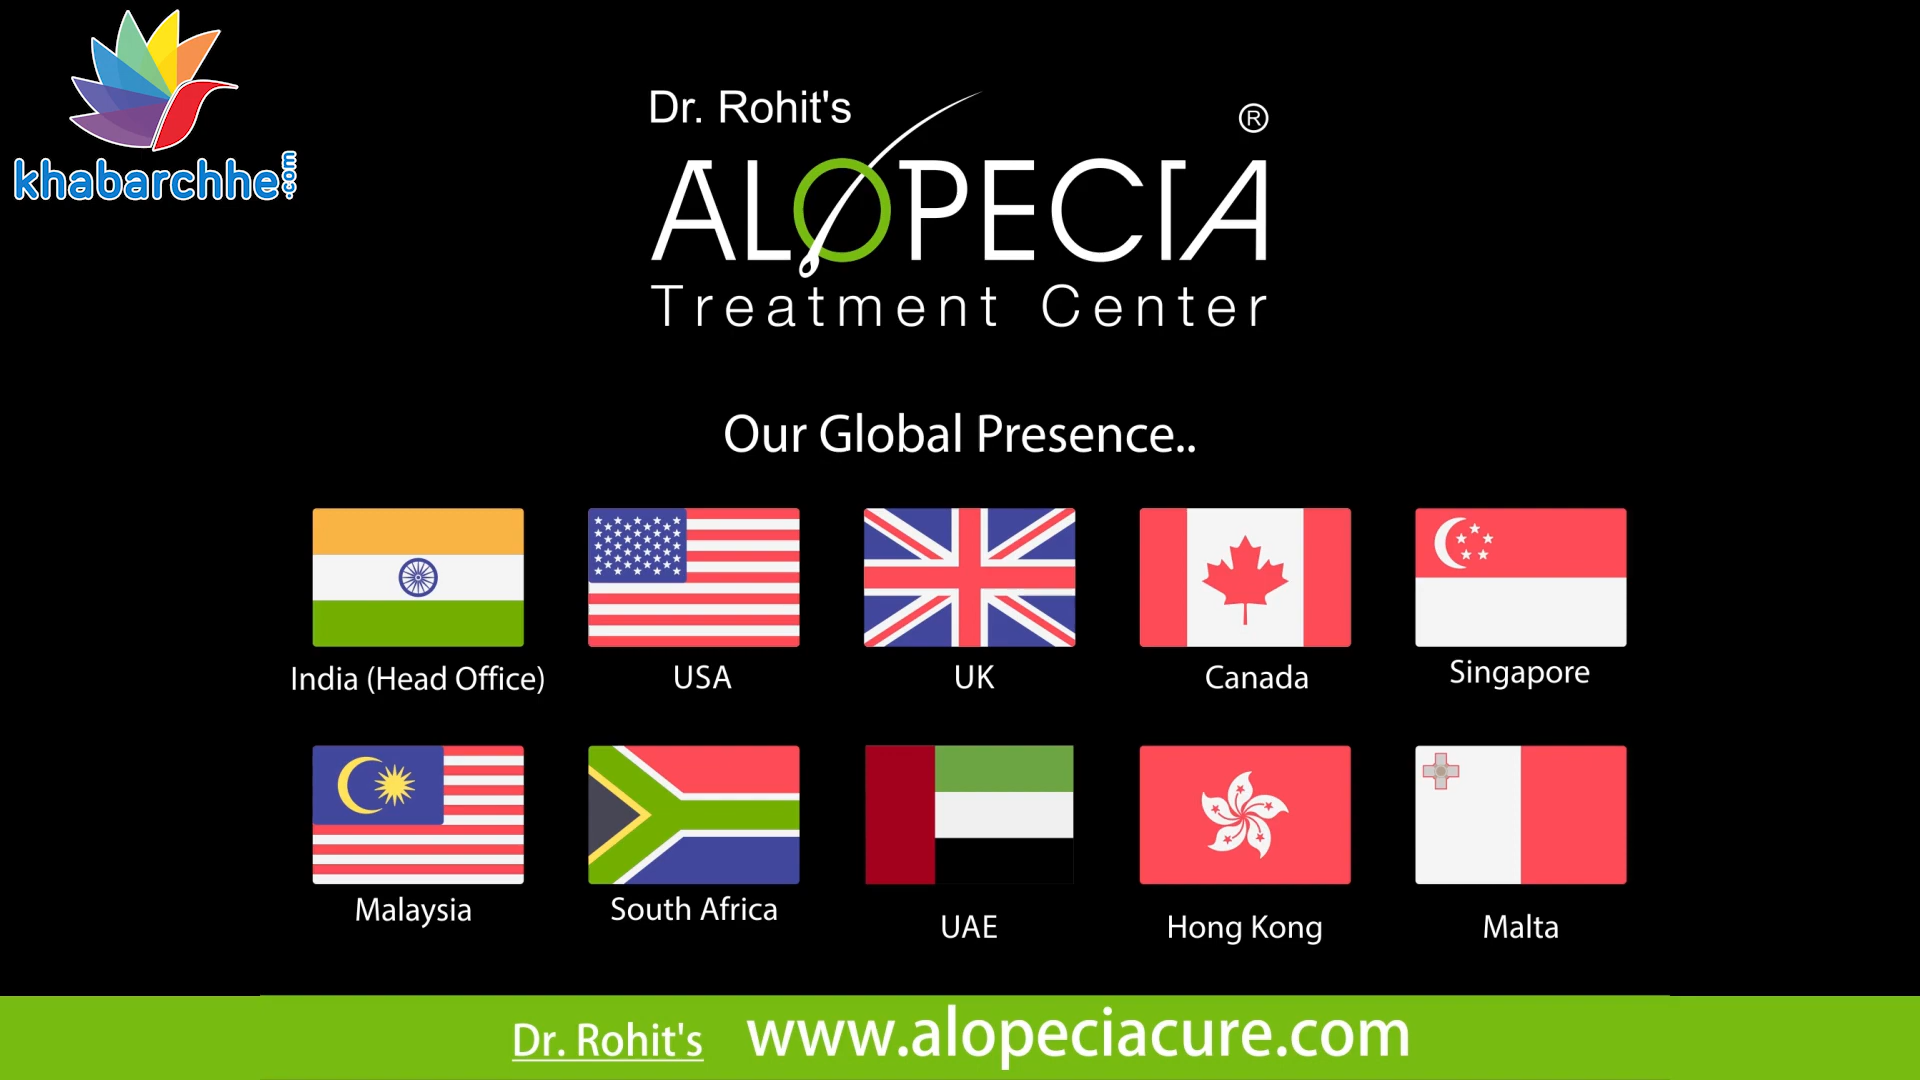 khabarchhe.com
Dr. Rohit's
ALOPECIA®
Treatment Center
Our Global Presence..
India (Head Office) USA UK Canada Singapore
Malaysia South Africa UAE Hong Kong Malta
Dr. Rohit's www.alopeciacure.com